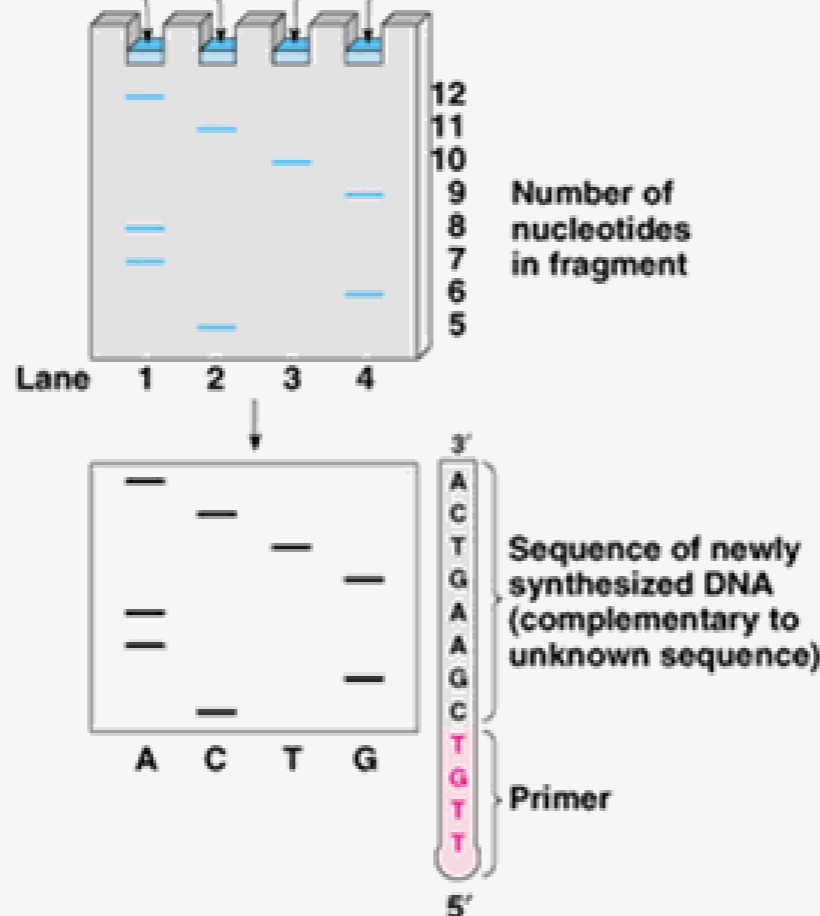 12
11
10
9
8
7
6
5
Number of
nucleotides
in fragment
Lane 1 2 3 4
3′
A
C
T
G
A
A
G
C
T
G
T
T
5′
Sequence of newly
synthesized DNA
(complementary to
unknown sequence)
Primer
A C T G